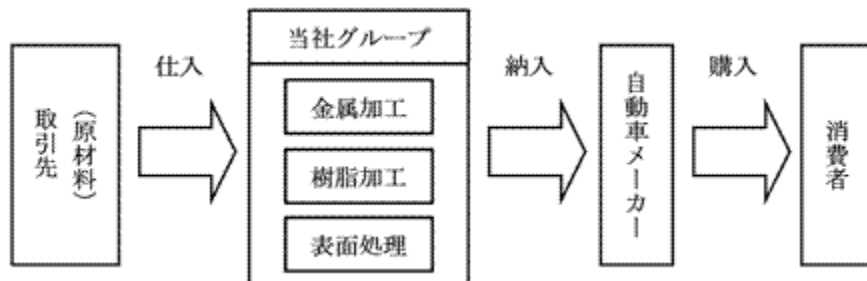 取引先
(原材料)
仕入
当社グループ
金属加工
樹脂加工
表面処理
納入
自動車メーカー
購入
消費者